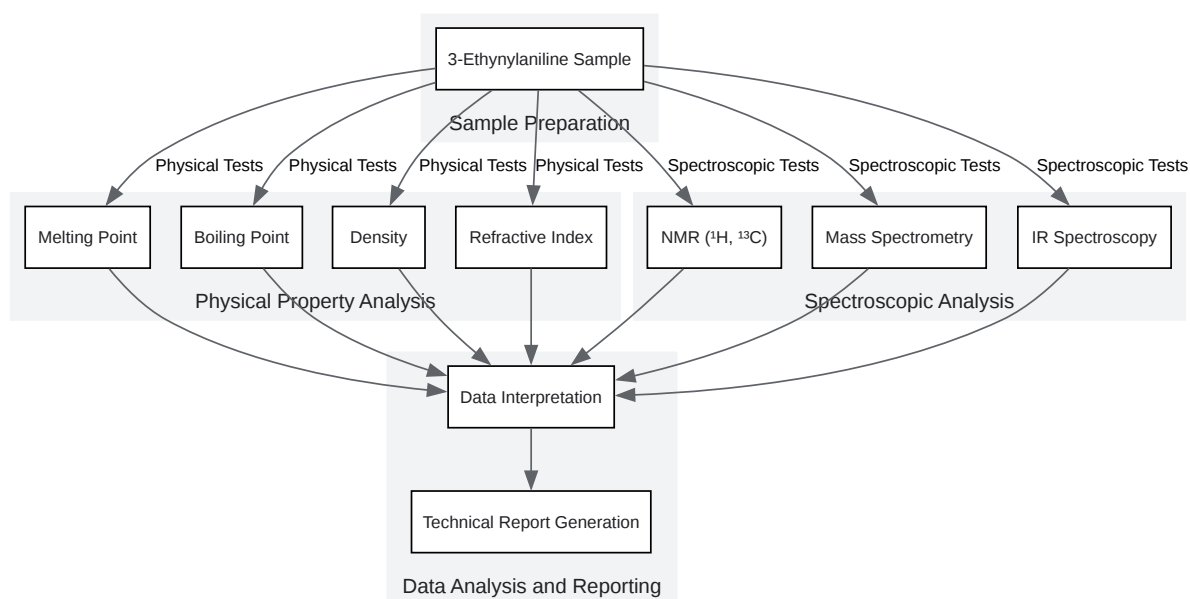 3-Ethynylaniline Sample
Sample Preparation
Physical Tests
Physical Tests
Physical Tests
Physical Tests
Spectroscopic Tests
Spectroscopic Tests
Spectroscopic Tests
Melting Point
Boiling Point
Density
Refractive Index
NMR (¹H, ¹³C)
Mass Spectrometry
IR Spectroscopy
Physical Property Analysis
Spectroscopic Analysis
Data Interpretation
Technical Report Generation
Data Analysis and Reporting